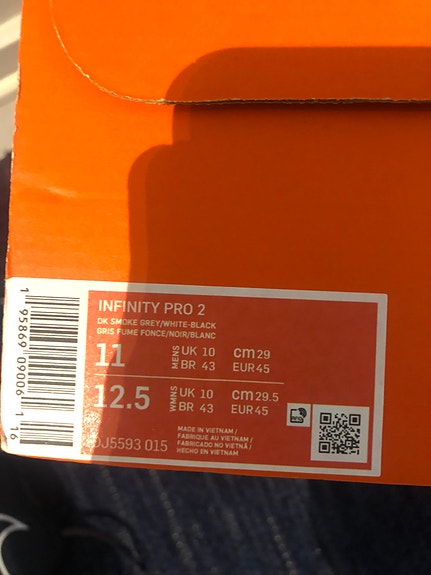 INFINITY PRO 2
DK SMOKE GREY/WHITE-BLACK
GRIS FUME FONCE/NOIR/BLANC
11 MENS UK 10 cm 29
BR 43 EUR 45
12.5 WMNS UK 10 cm 29.5
BR 43 EUR 45
DJ5593 015
MADE IN VIETNAM /
FABRIQUE AU VIETNAM /
FABRICADO NO VIETNÃ /
HECHO EN VIETNAM
1 95869 09006 1 16